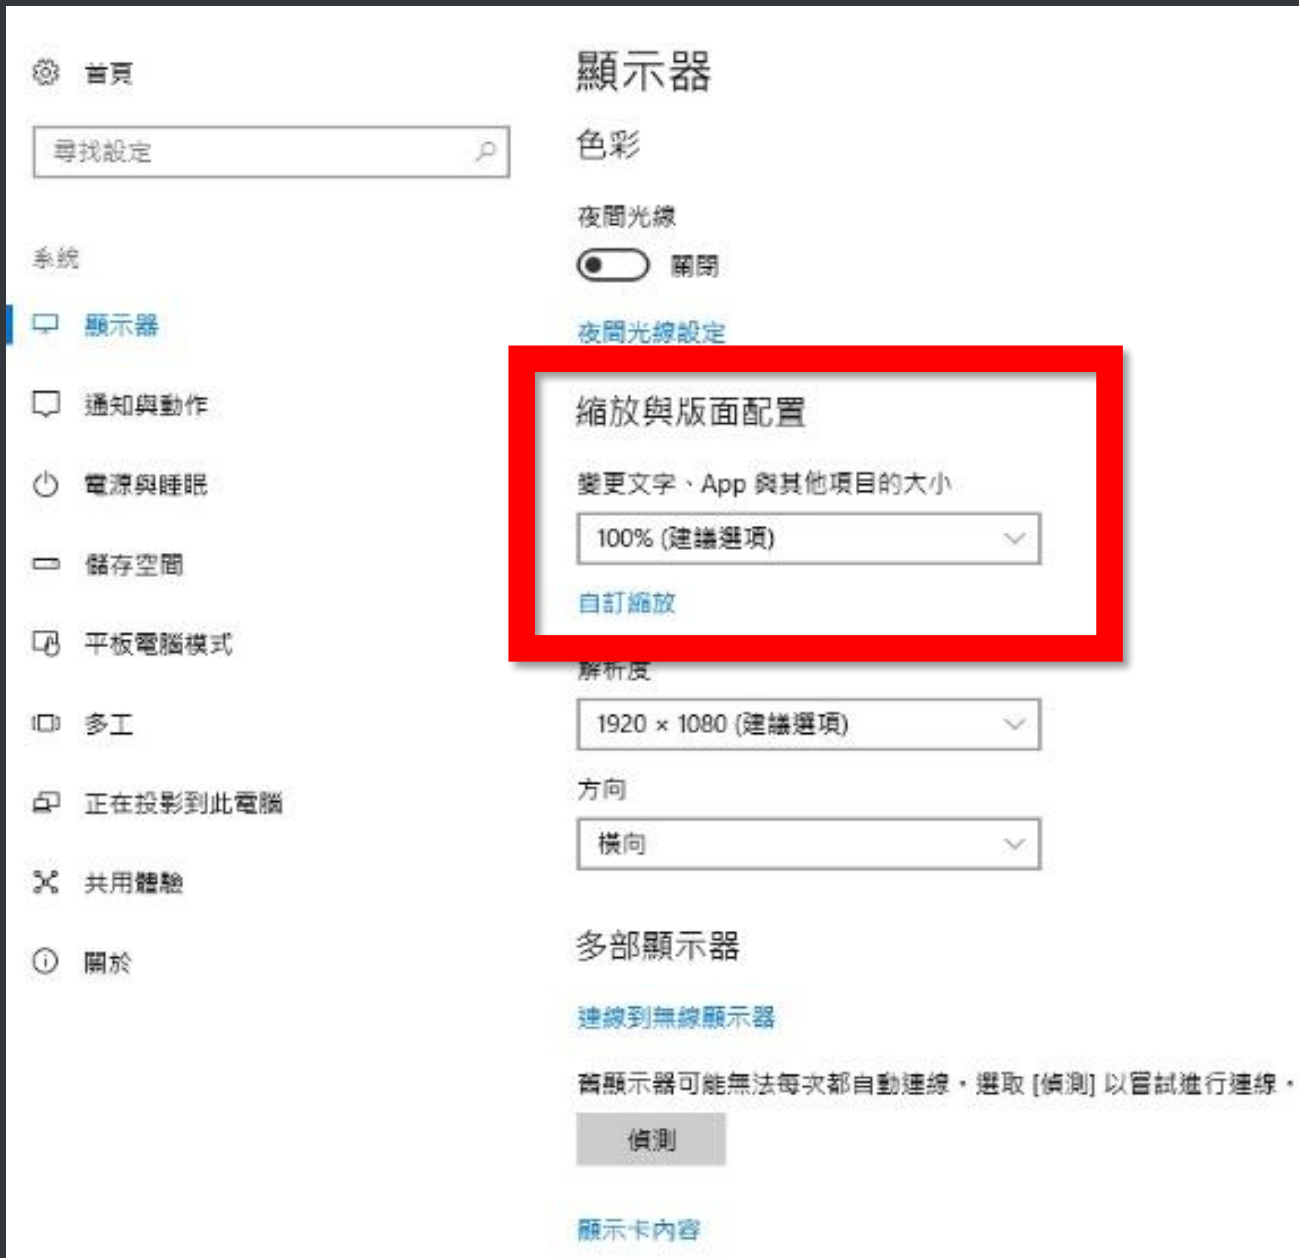 首頁
尋找設定
系統
顯示器
通知與動作
電源與睡眠
儲存空間
平板電腦模式
多工
正在投影到此電腦
共用體驗
關於
顯示器
色彩
夜間光線
關閉
夜間光線設定
縮放與版面配置
變更文字、App 與其他項目的大小
100% (建議選項)
自訂縮放
解析度
1920 × 1080 (建議選項)
方向
橫向
多部顯示器
連線到無線顯示器
舊顯示器可能無法每次都自動連線。選取 [偵測] 以嘗試進行連線。
偵測
顯示卡內容